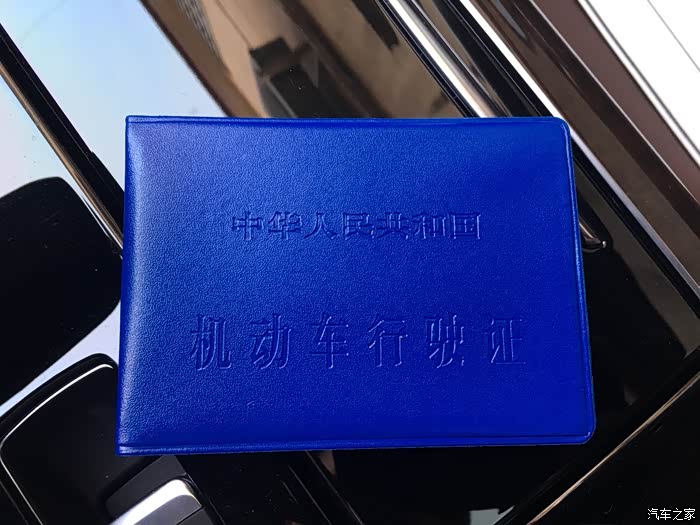 中华人民共和国
机动车行驶证
汽车之家